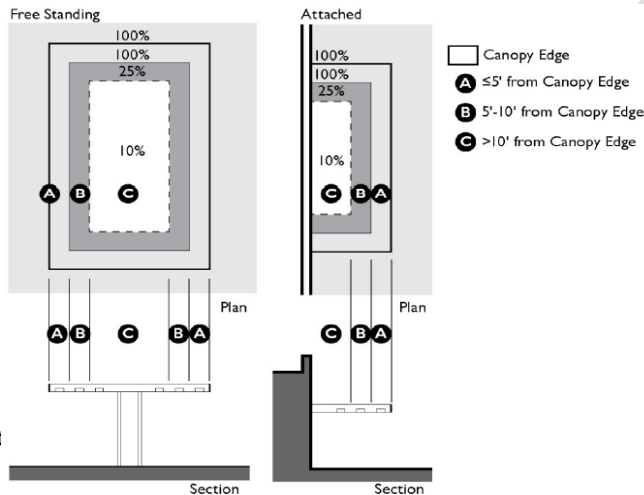 Free Standing
100%
100%
25%
10%
A B C
Plan
A B C B A
Section
Attached
100%
100%
25%
10%
C B A
Plan
C B A
Section
Canopy Edge
A ≤5' from Canopy Edge
B 5'-10' from Canopy Edge
C >10' from Canopy Edge